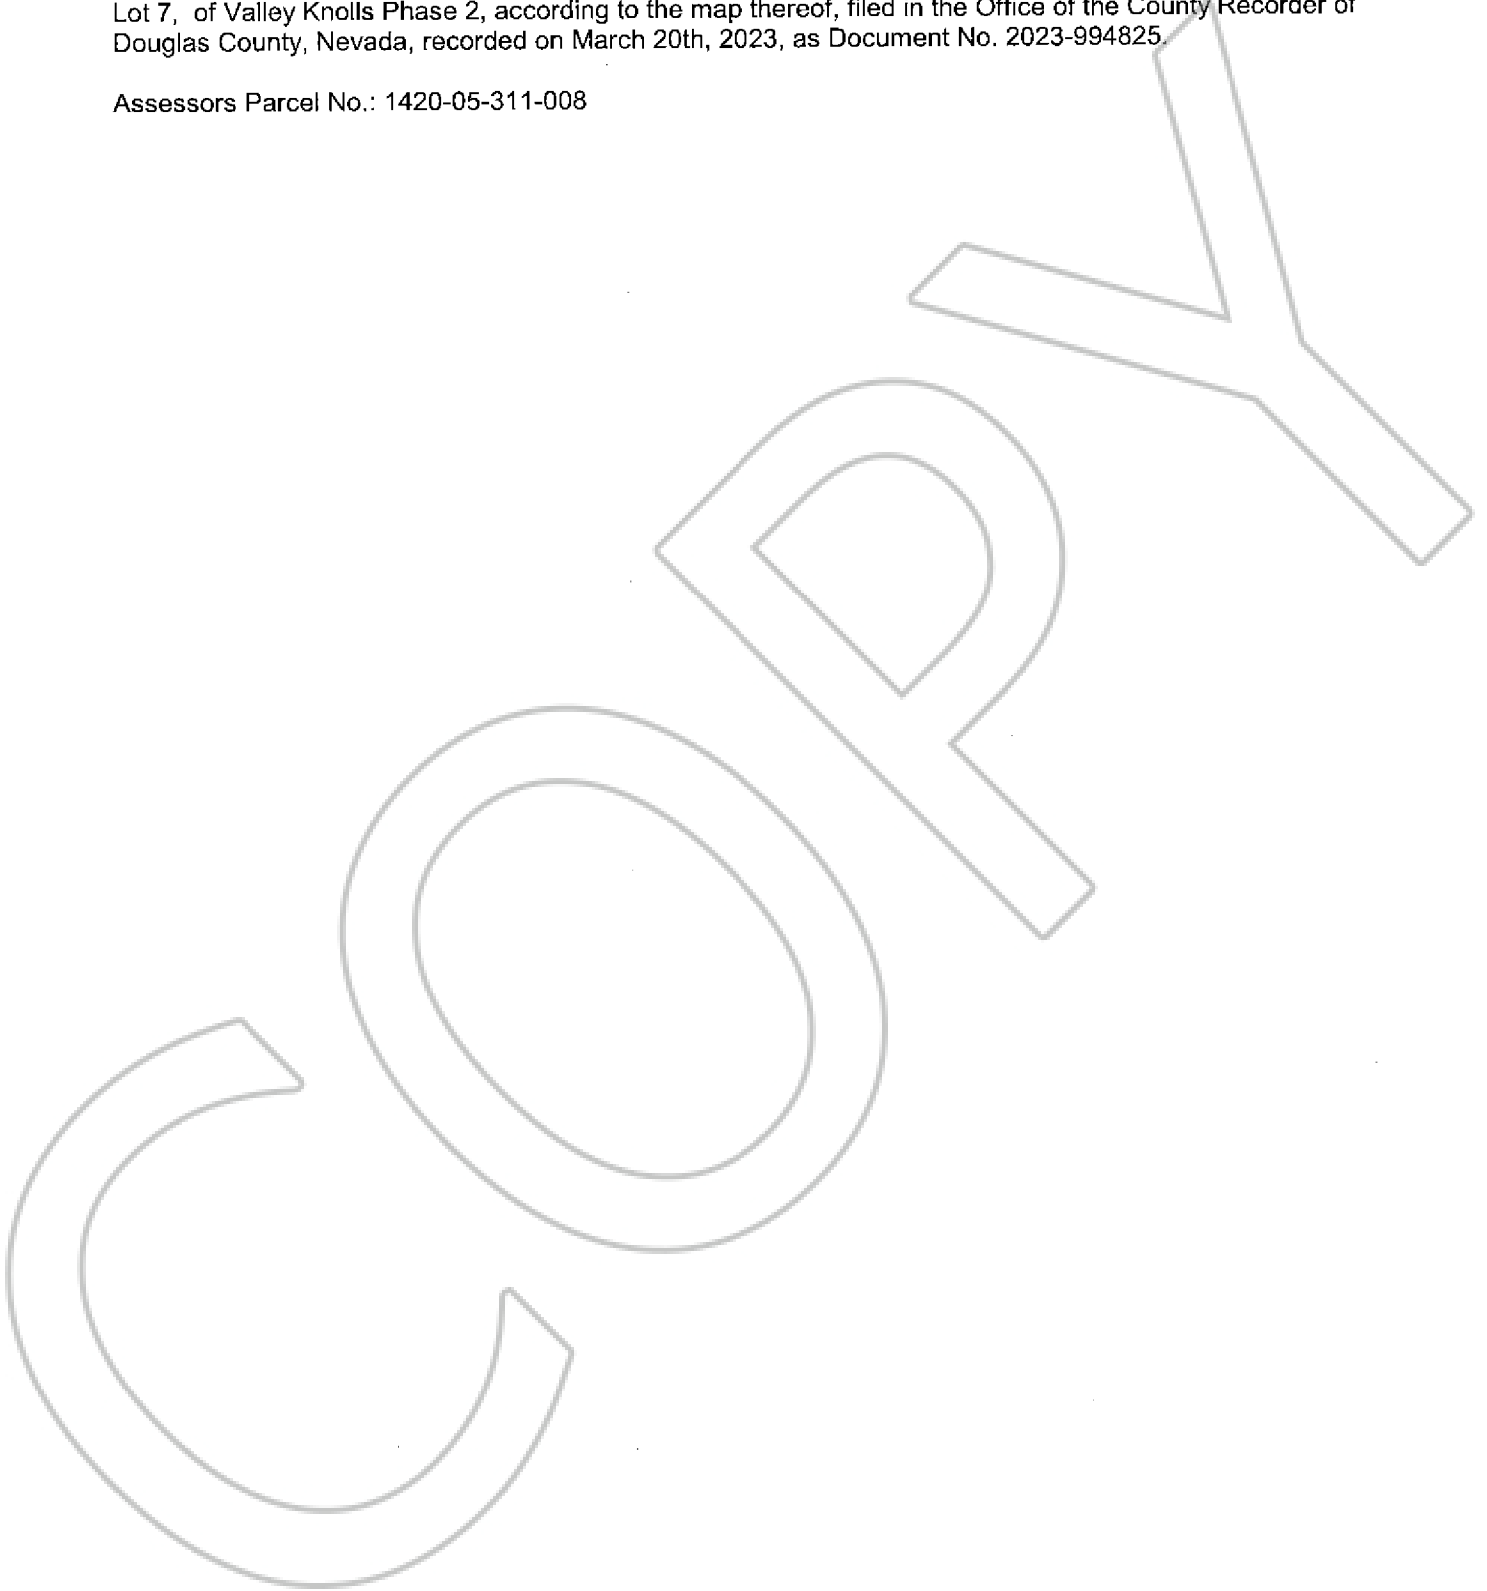 Lot 7, of Valley Knolls Phase 2, according to the map thereof, filed in the Office of the County Recorder of
Douglas County, Nevada, recorded on March 20th, 2023, as Document No. 2023-994825.
Assessors Parcel No.: 1420-05-311-008
COPY